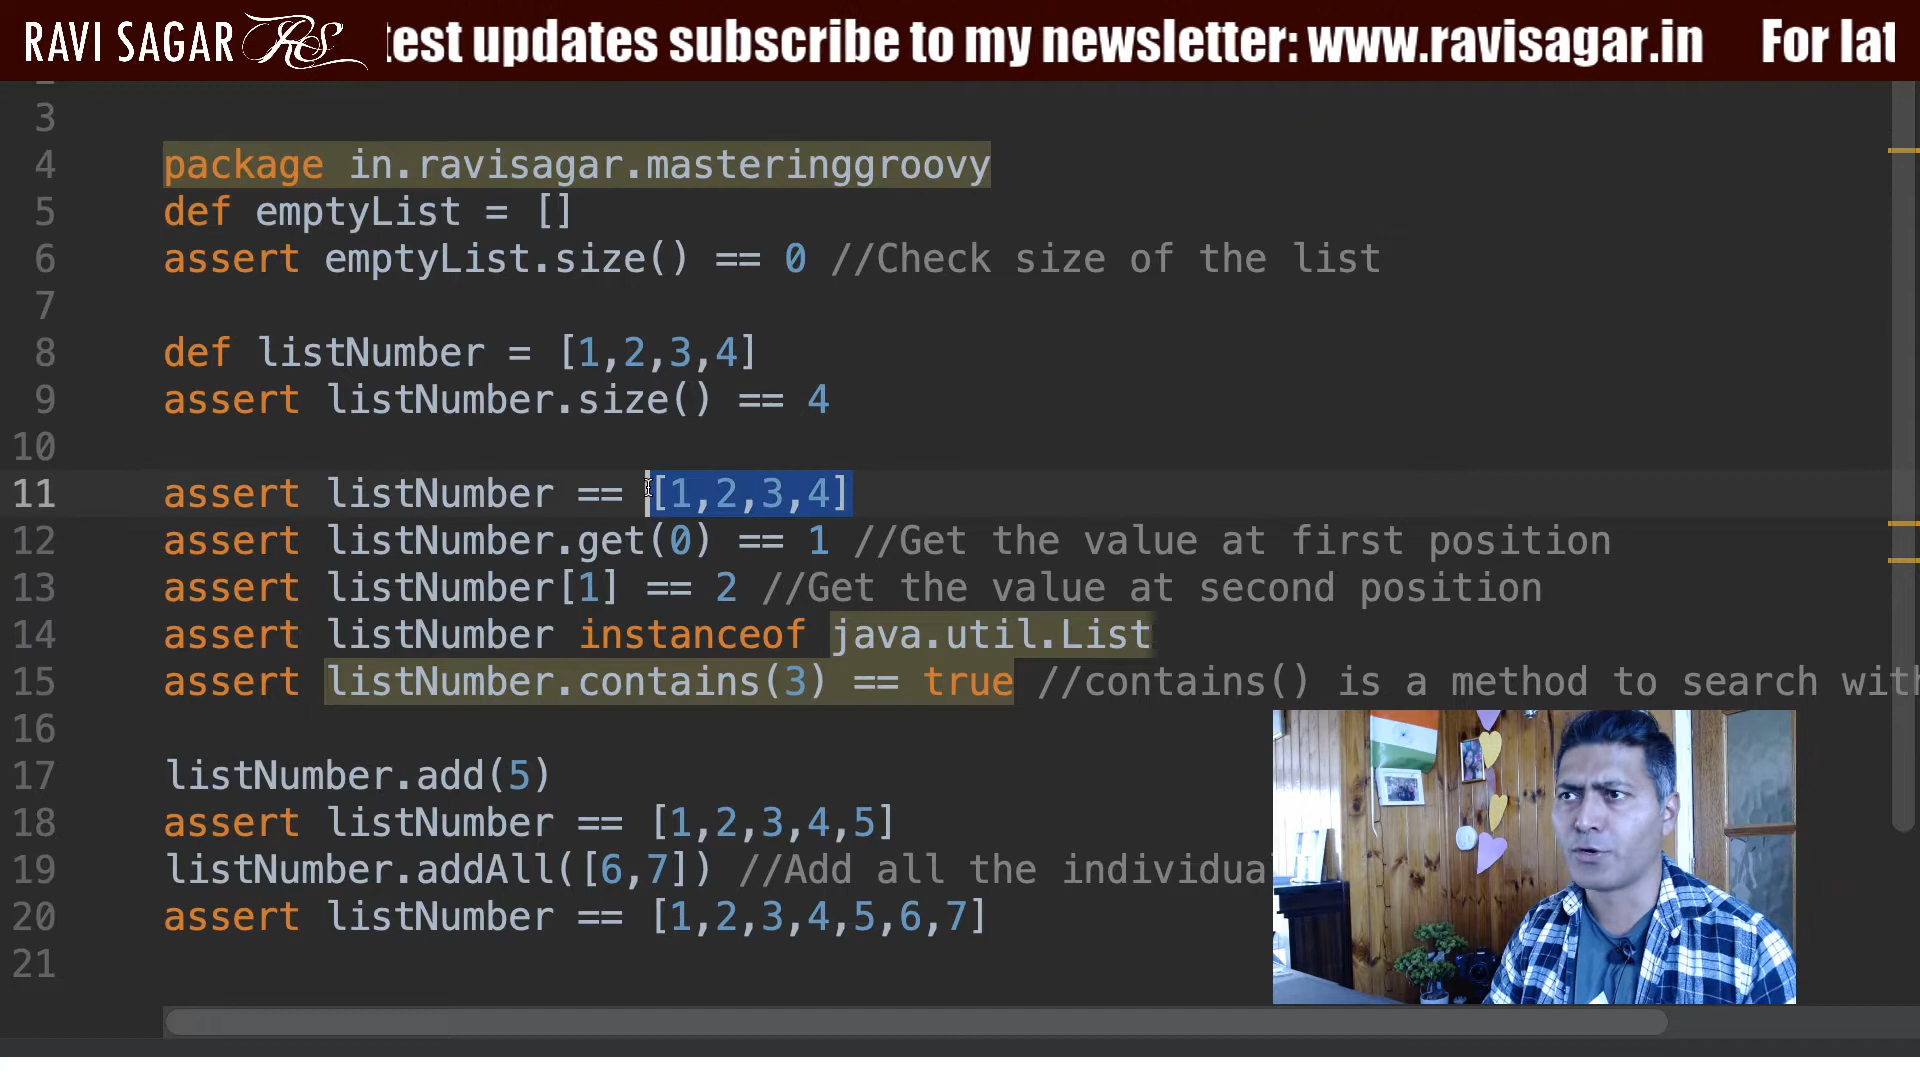 RAVI SAGAR RS test updates subscribe to my newsletter: www.ravisagar.in For lat
3
4 package in.ravisagar.masteringgroovy
5 def emptyList = []
6 assert emptyList.size() == 0 //Check size of the list
7
8 def listNumber = [1,2,3,4]
9 assert listNumber.size() == 4
10
11 assert listNumber == [1,2,3,4]
12 assert listNumber.get(0) == 1 //Get the value at first position
13 assert listNumber[1] == 2 //Get the value at second position
14 assert listNumber instanceof java.util.List
15 assert listNumber.contains(3) == true //contains() is a method to search with
16
17 listNumber.add(5)
18 assert listNumber == [1,2,3,4,5]
19 listNumber.addAll([6,7]) //Add all the individua
20 assert listNumber == [1,2,3,4,5,6,7]
21